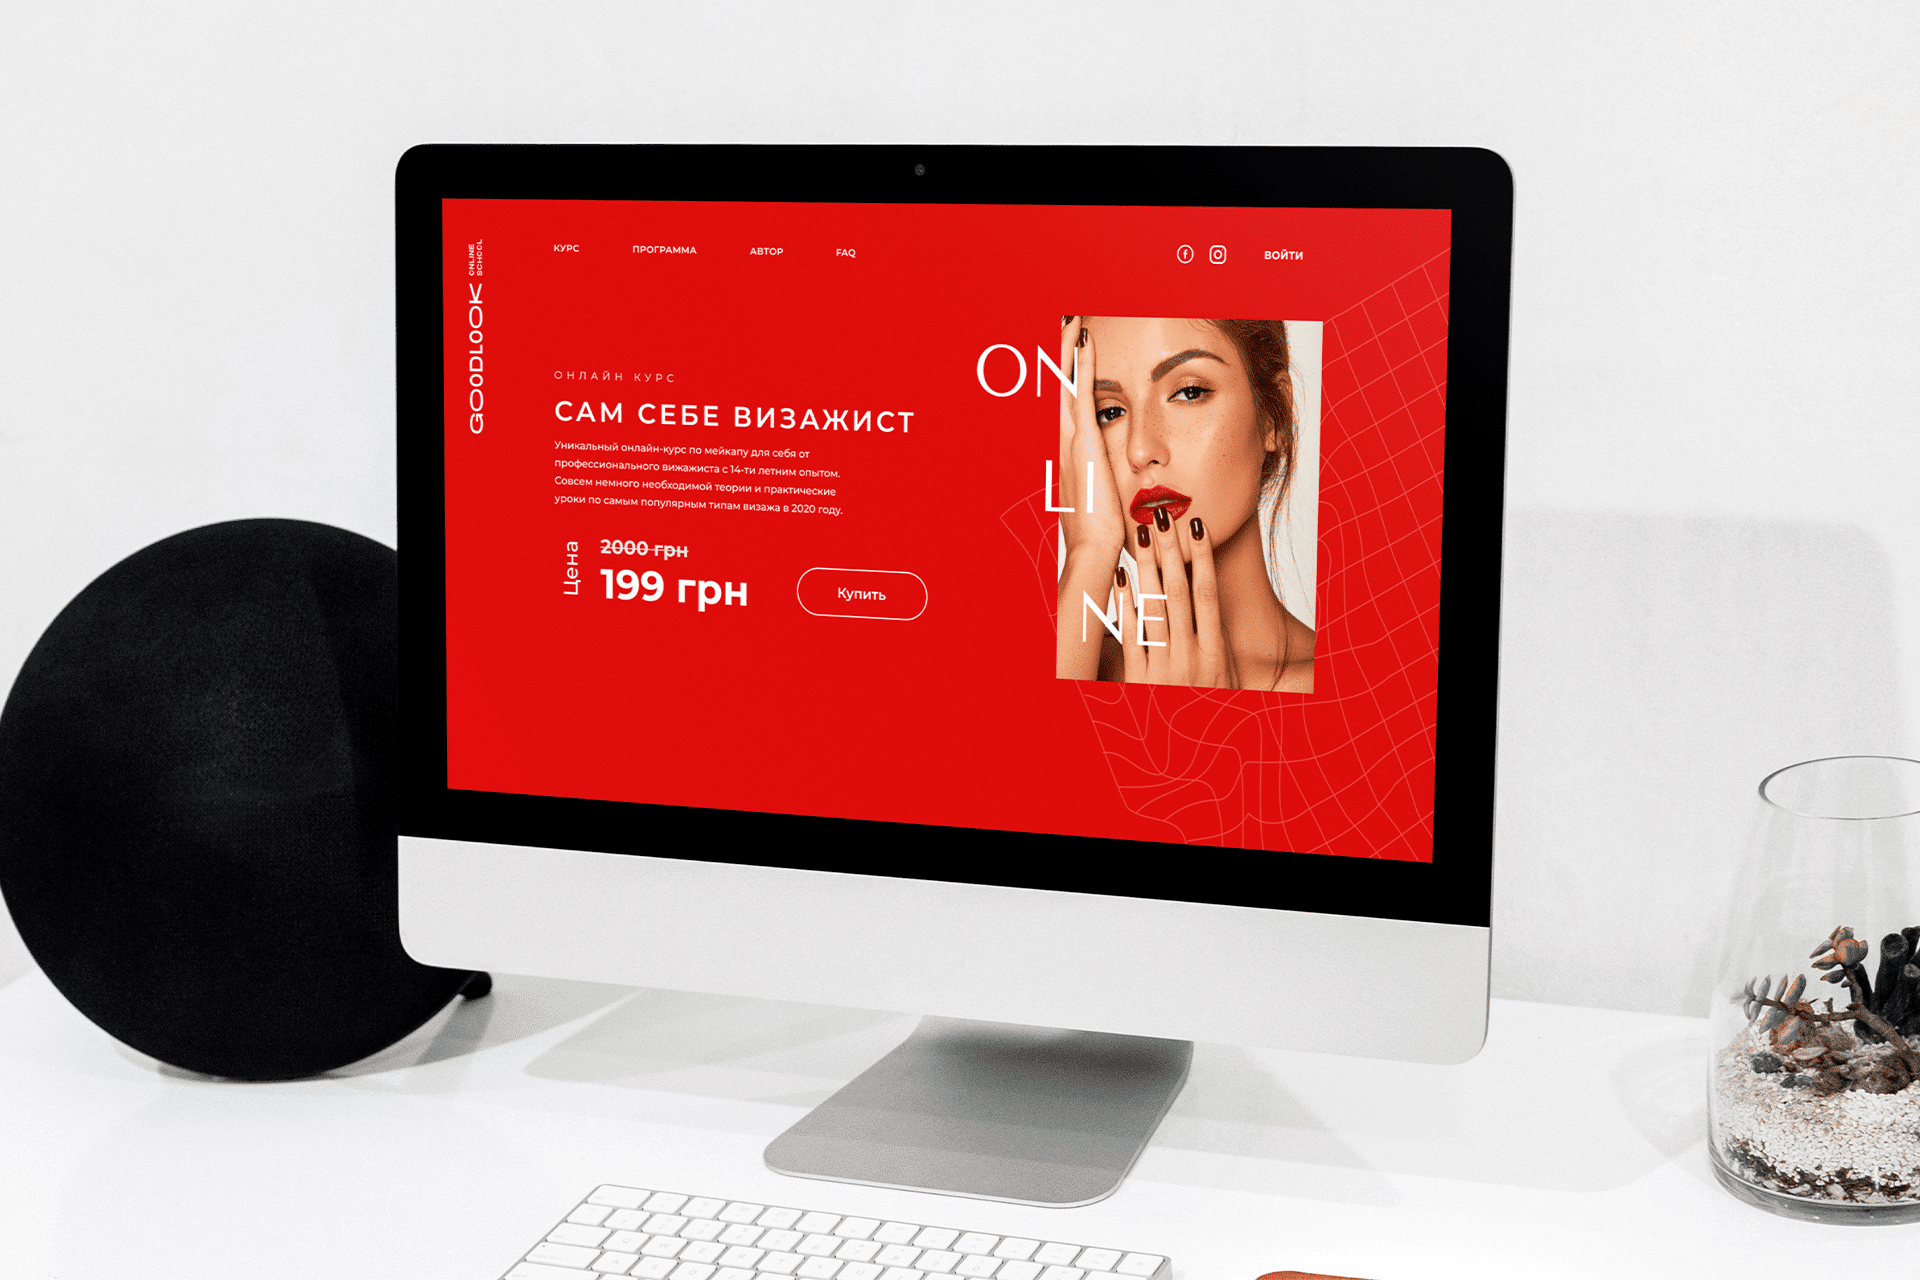 GOODLOOK
ONLINE
SCHOOL
КУРС ПРОГРАММА АВТОР FAQ
ВОЙТИ
ОНЛАЙН КУРС
САМ СЕБЕ ВИЗАЖИСТ
Уникальный онлайн-курс по мейкапу для себя от
профессионального вижажиста с 14-ти летним опытом.
Совсем немного необходимой теории и практические
уроки по самым популярным типам визажа в 2020 году.
Цена
2000 грн
199 грн
Купить
ON
LI
NE